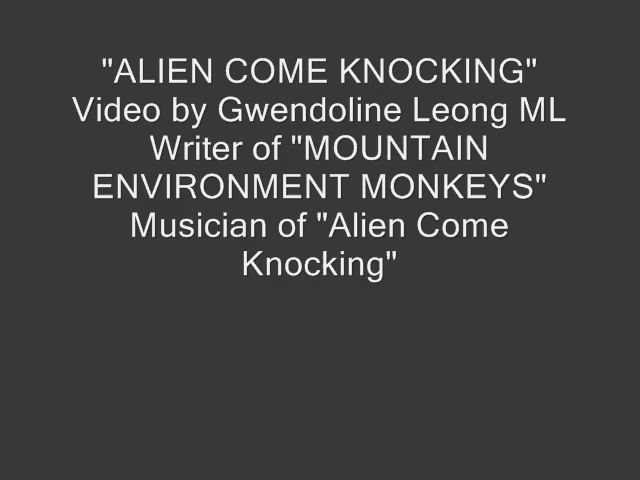 "ALIEN COME KNOCKING"
Video by Gwendoline Leong ML
Writer of "MOUNTAIN
ENVIRONMENT MONKEYS"
Musician of "Alien Come
Knocking"